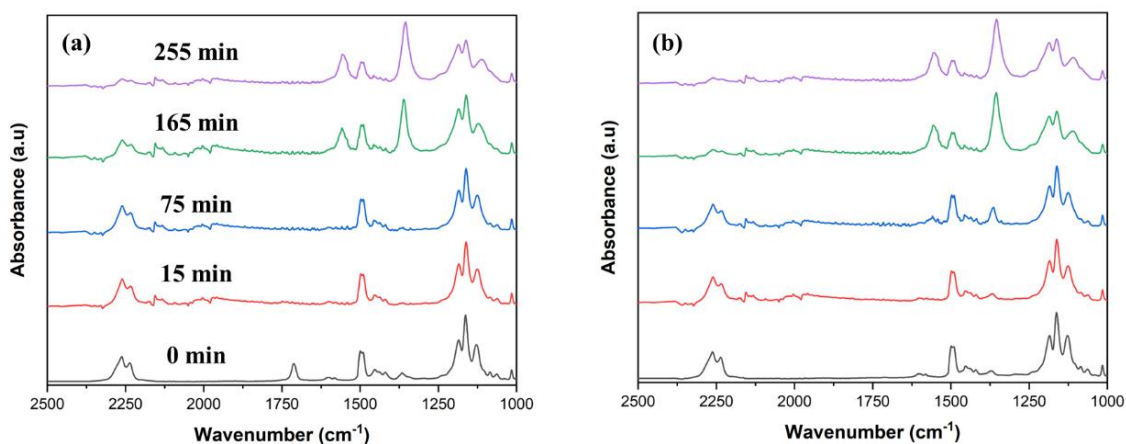 (a)
255 min
165 min
75 min
15 min
0 min
Absorbance (a.u)
2500 2250 2000 1750 1500 1250 1000
Wavenumber (cm⁻¹)
(b)
Absorbance (a.u)
2500 2250 2000 1750 1500 1250 1000
Wavenumber (cm⁻¹)